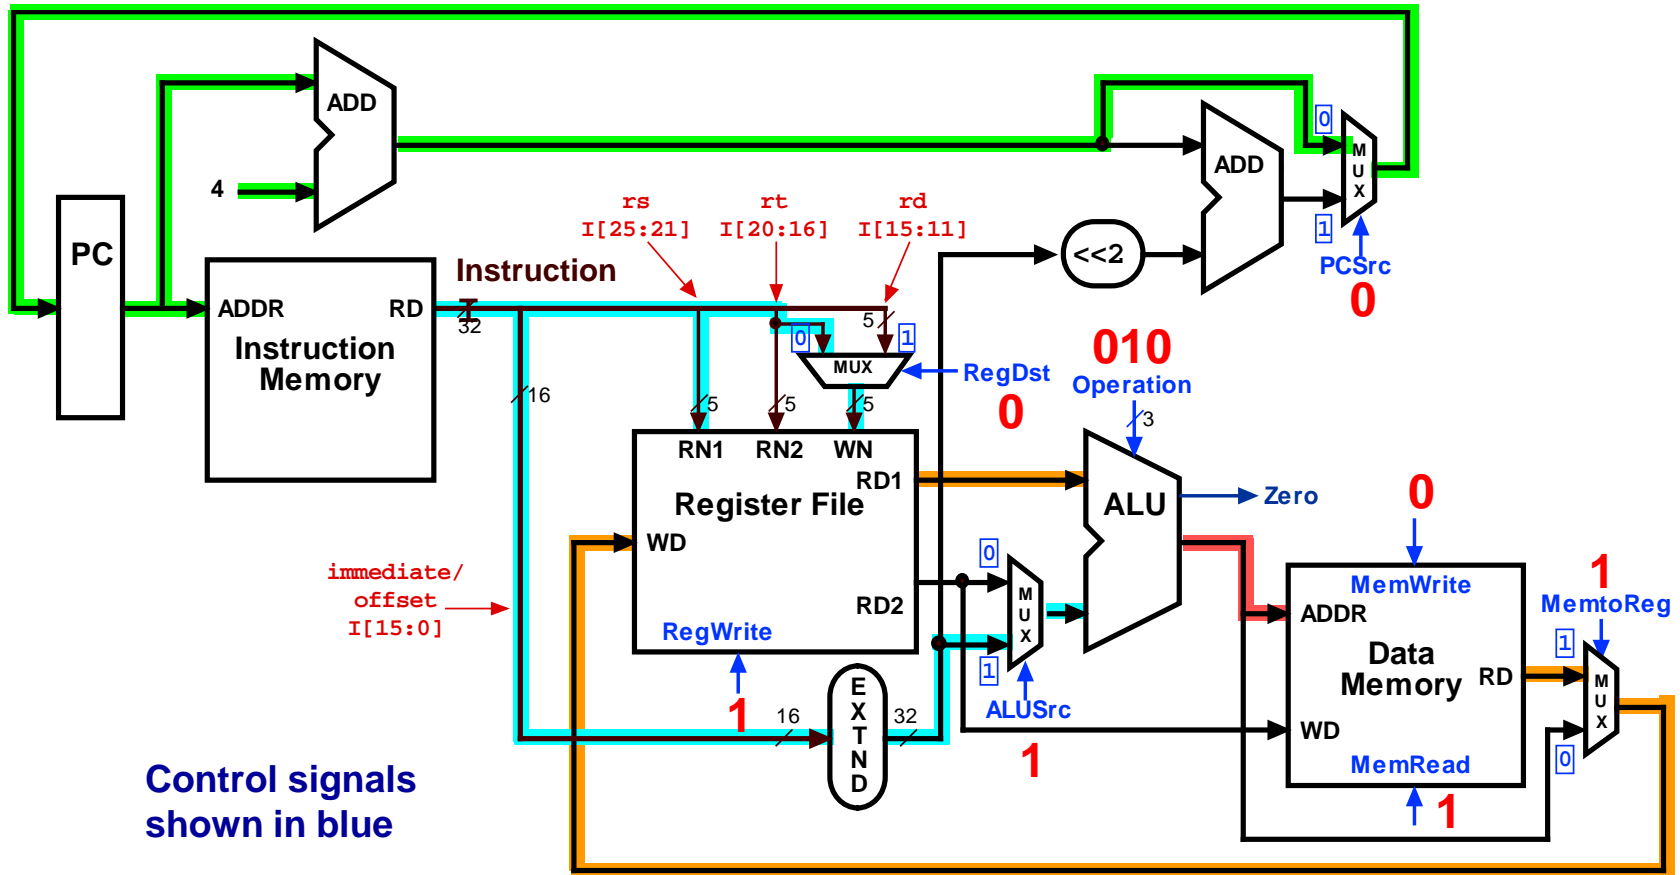 ADD
0
M
U
X
1
PCSrc
0
4
ADD
<<2
rs
I[25:21]
rt
I[20:16]
rd
I[15:11]
PC
Instruction
ADDR
RD
32
Instruction
Memory
16
5
0
1
MUX
RegDst
0
5
5
5
010
Operation
3
RN1
RN2
WN
RD1
Register File
WD
RD2
RegWrite
1
ALU
Zero
0
M
U
X
1
ALUSrc
1
immediate/
offset
I[15:0]
16
E
X
T
N
D
32
0
MemWrite
ADDR
Data
Memory
RD
WD
MemRead
1
1
MemtoReg
1
M
U
X
0
Control signals
shown in blue